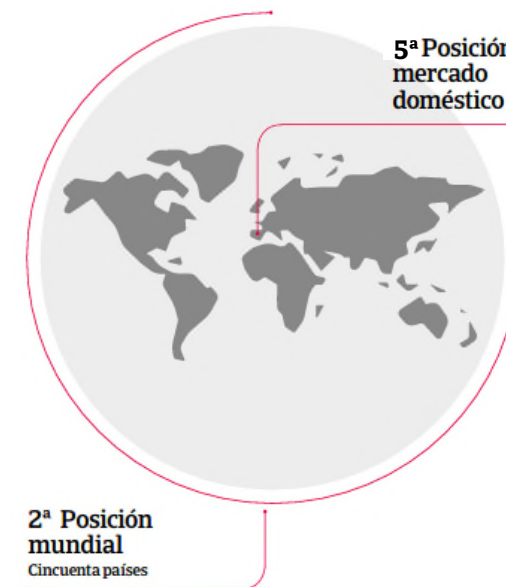 5ª Posición
mercado
doméstico
2ª Posición
mundial
Cincuenta países